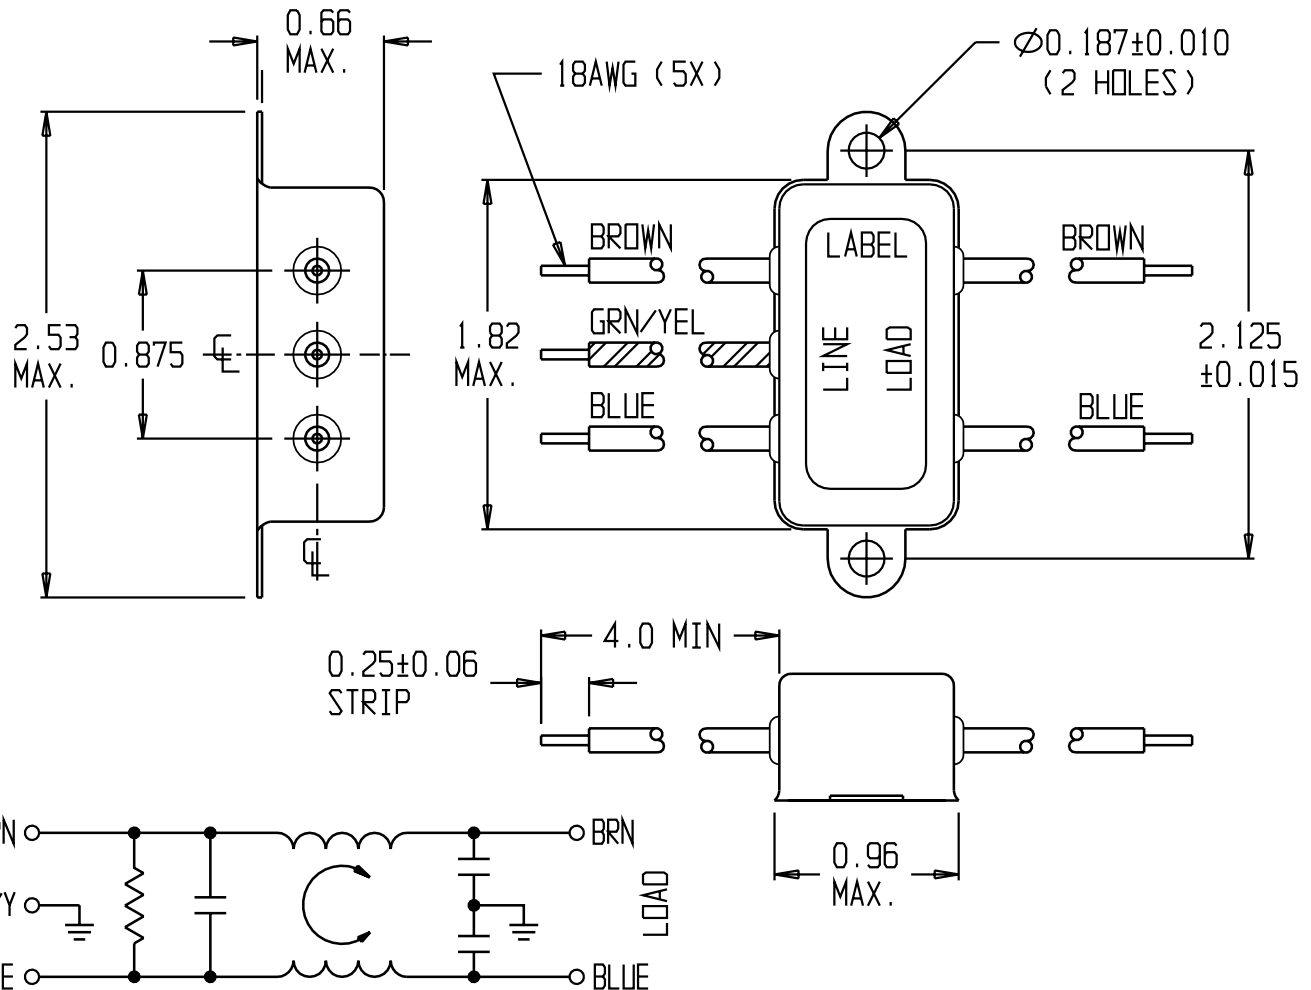 0.66
MAX.
18AWG (5X)
Ø0.187±0.010
(2 HOLES)
BROWN
LABEL
BROWN
GRN/YEL
2.53
MAX.
0.875
1.82
MAX.
LINE
LOAD
2.125
±0.015
BLUE
BLUE
4.0 MIN
0.25±0.06
STRIP
0.96
MAX.
N
BRN
LOAD
Y
E
BLUE